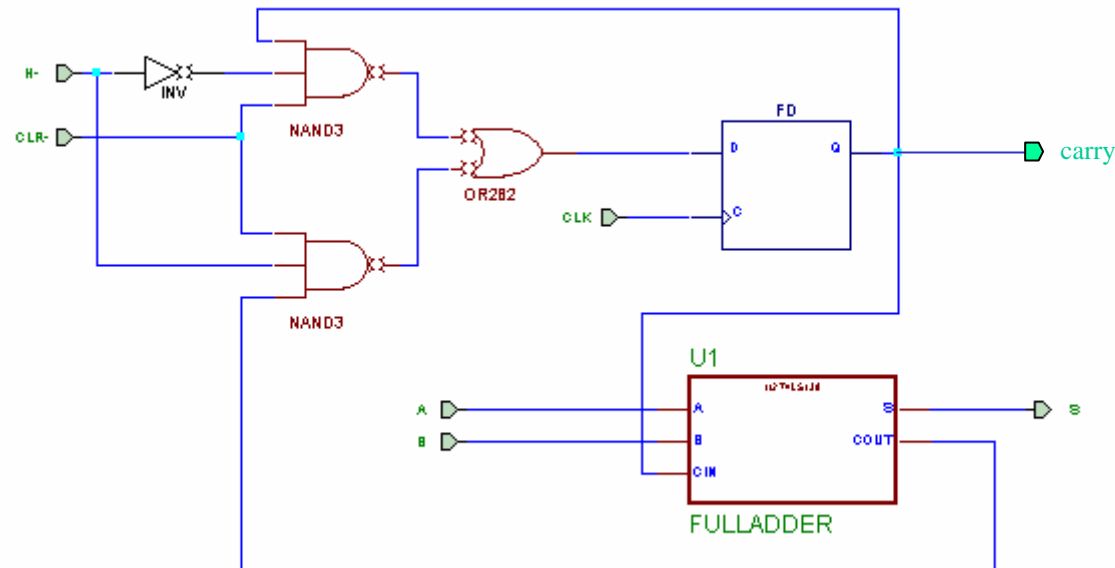 H-
INV
CLR-
NAND3
OR2B2
NAND3
FD
D
Q
C
CLK
carry
U1
A
B
A
B
CIN
S
COUT
S
FULLADDER